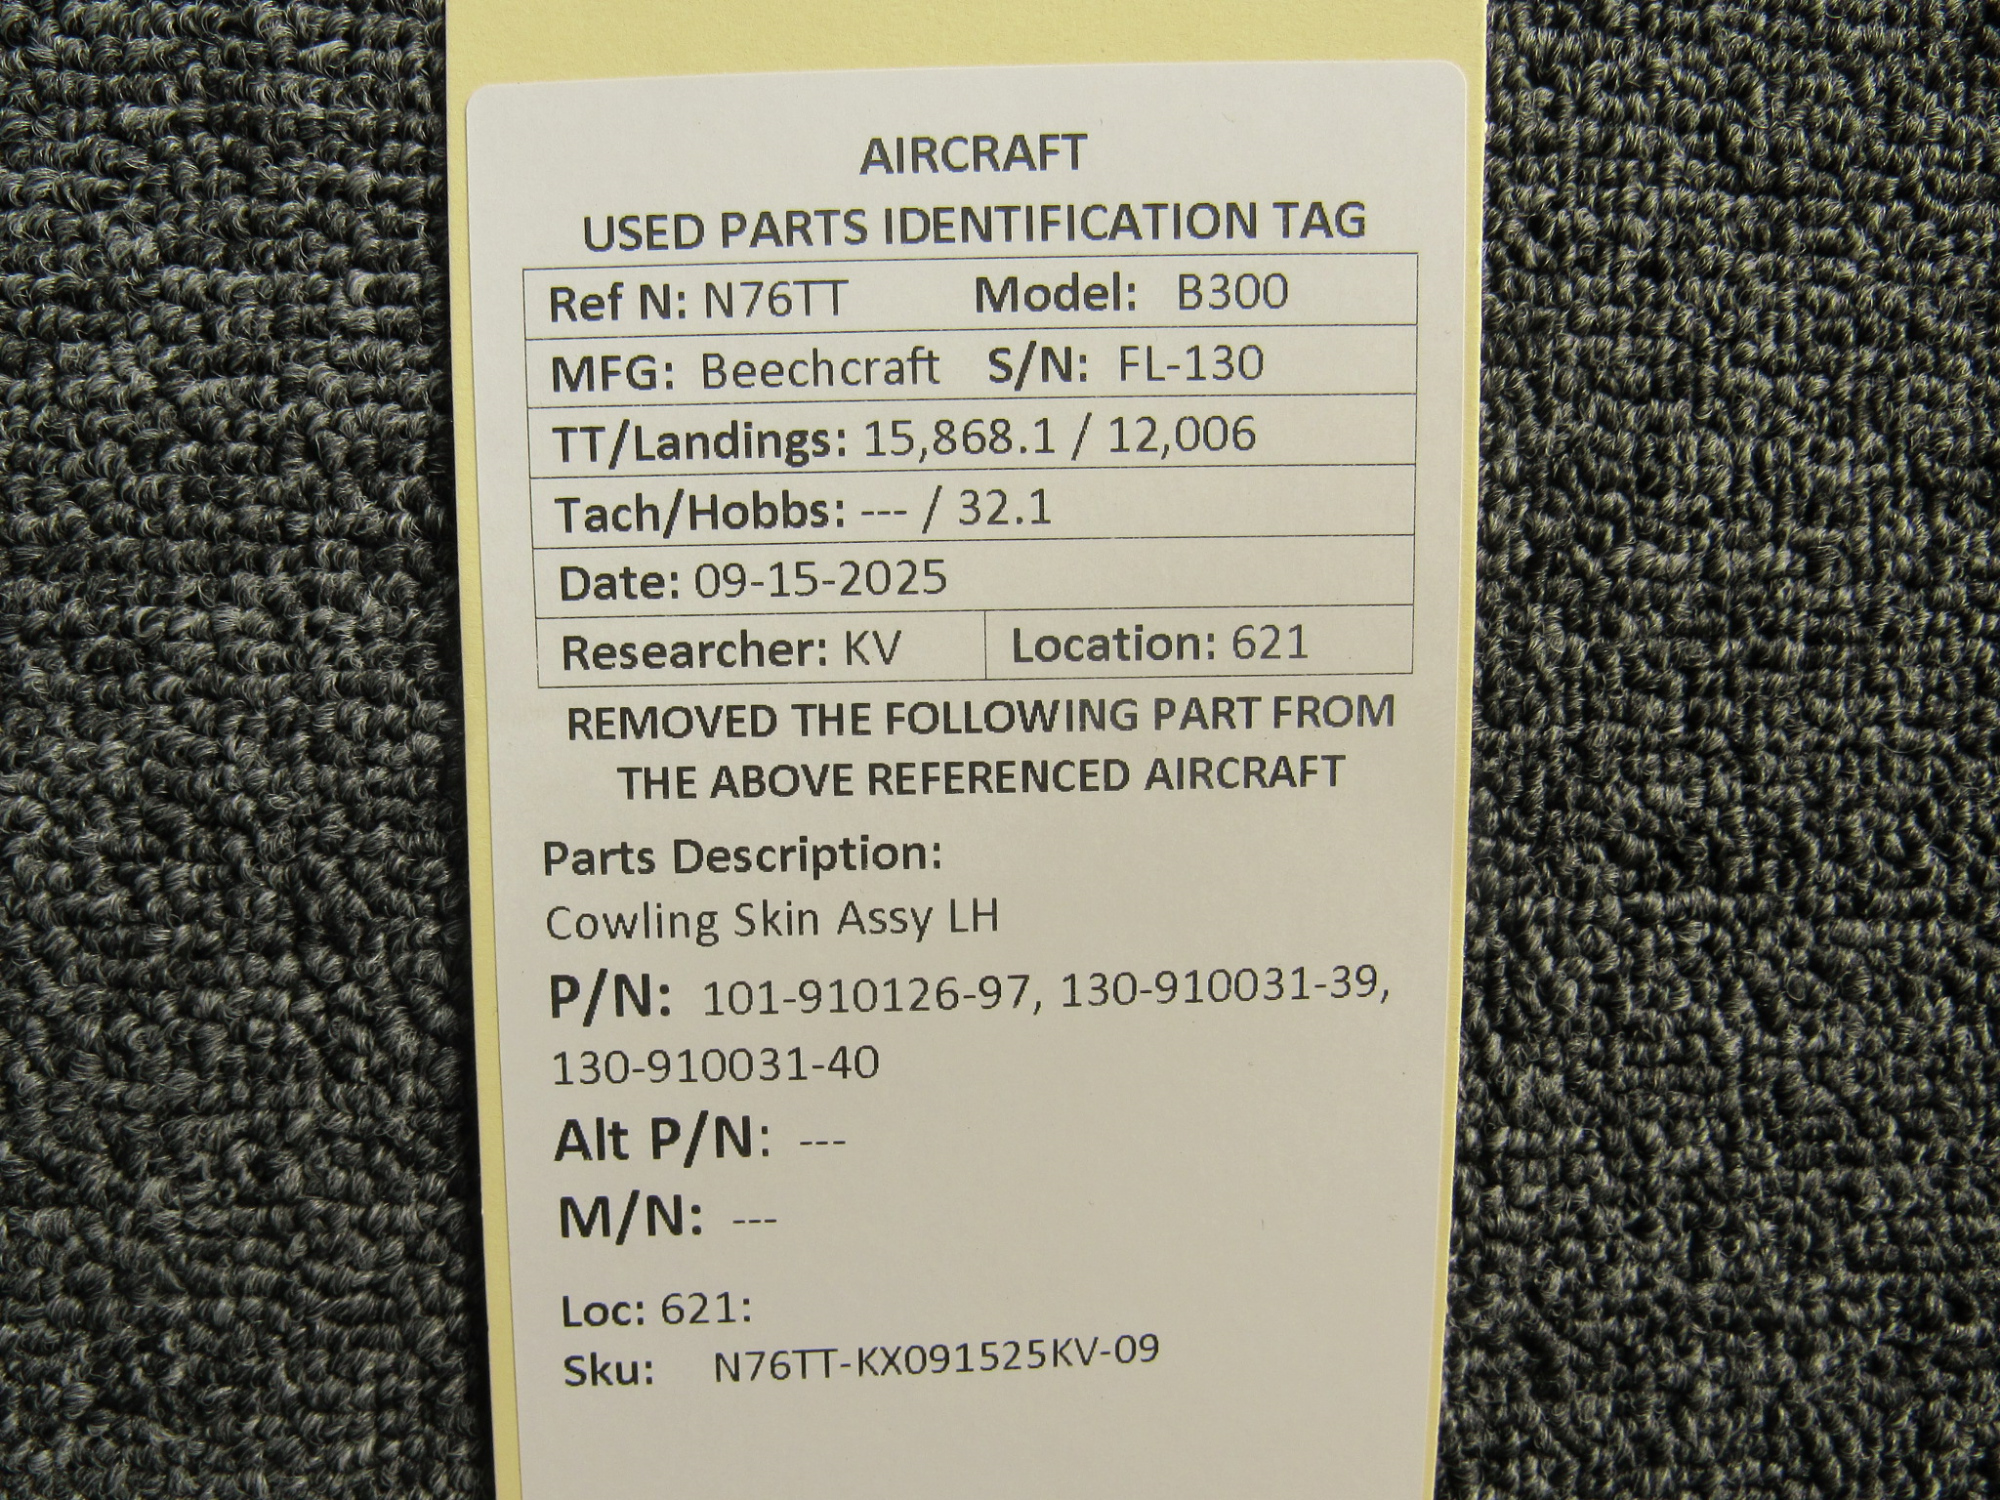 AIRCRAFT
USED PARTS IDENTIFICATION TAG
Ref N: N76TT Model: B300
MFG: Beechcraft S/N: FL-130
TT/Landings: 15,868.1 / 12,006
Tach/Hobbs: --- / 32.1
Date: 09-15-2025
Researcher: KV Location: 621
REMOVED THE FOLLOWING PART FROM
THE ABOVE REFERENCED AIRCRAFT
Parts Description:
Cowling Skin Assy LH
P/N: 101-910126-97, 130-910031-39,
130-910031-40
Alt P/N: ---
M/N: ---
Loc: 621:
Sku: N76TT-KX091525KV-09